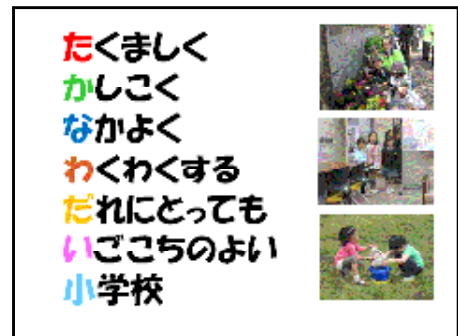 たくましく
かしこく
なかよく
わくわくする
だれにとっても
いごこちのよい
小学校